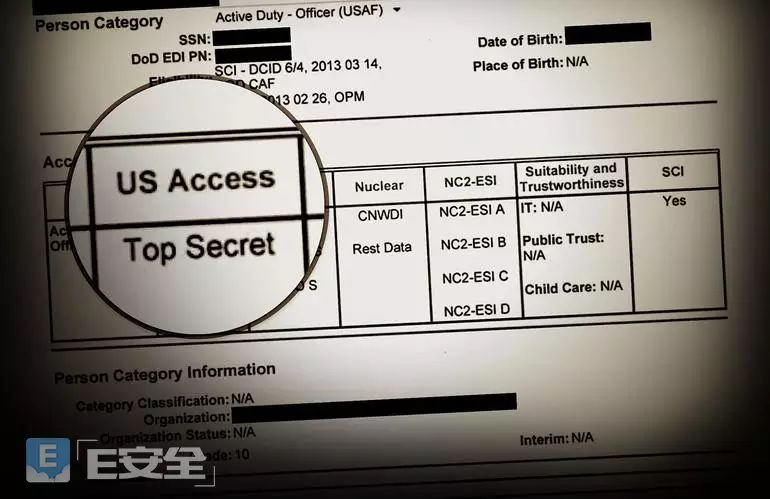 Person Category
Active Duty - Officer (USAF)
SSN:
Date of Birth:
DoD EDI PN:
Place of Birth: N/A
SCI - DCID 6/4, 2013 03 14,
CAF
013 02 26, OPM
US Access
Nuclear
NC2-ESI
Suitability and
Trustworthiness
SCI
Top Secret
CNWDI
Rest Data
NC2-ESI A
NC2-ESI B
NC2-ESI C
NC2-ESI D
IT: N/A
Public Trust:
N/A
Child Care: N/A
Yes
Person Category Information
Category Classification: N/A
Organization:
Organization Status: N/A
Interim: N/A
ade: 10
E安全